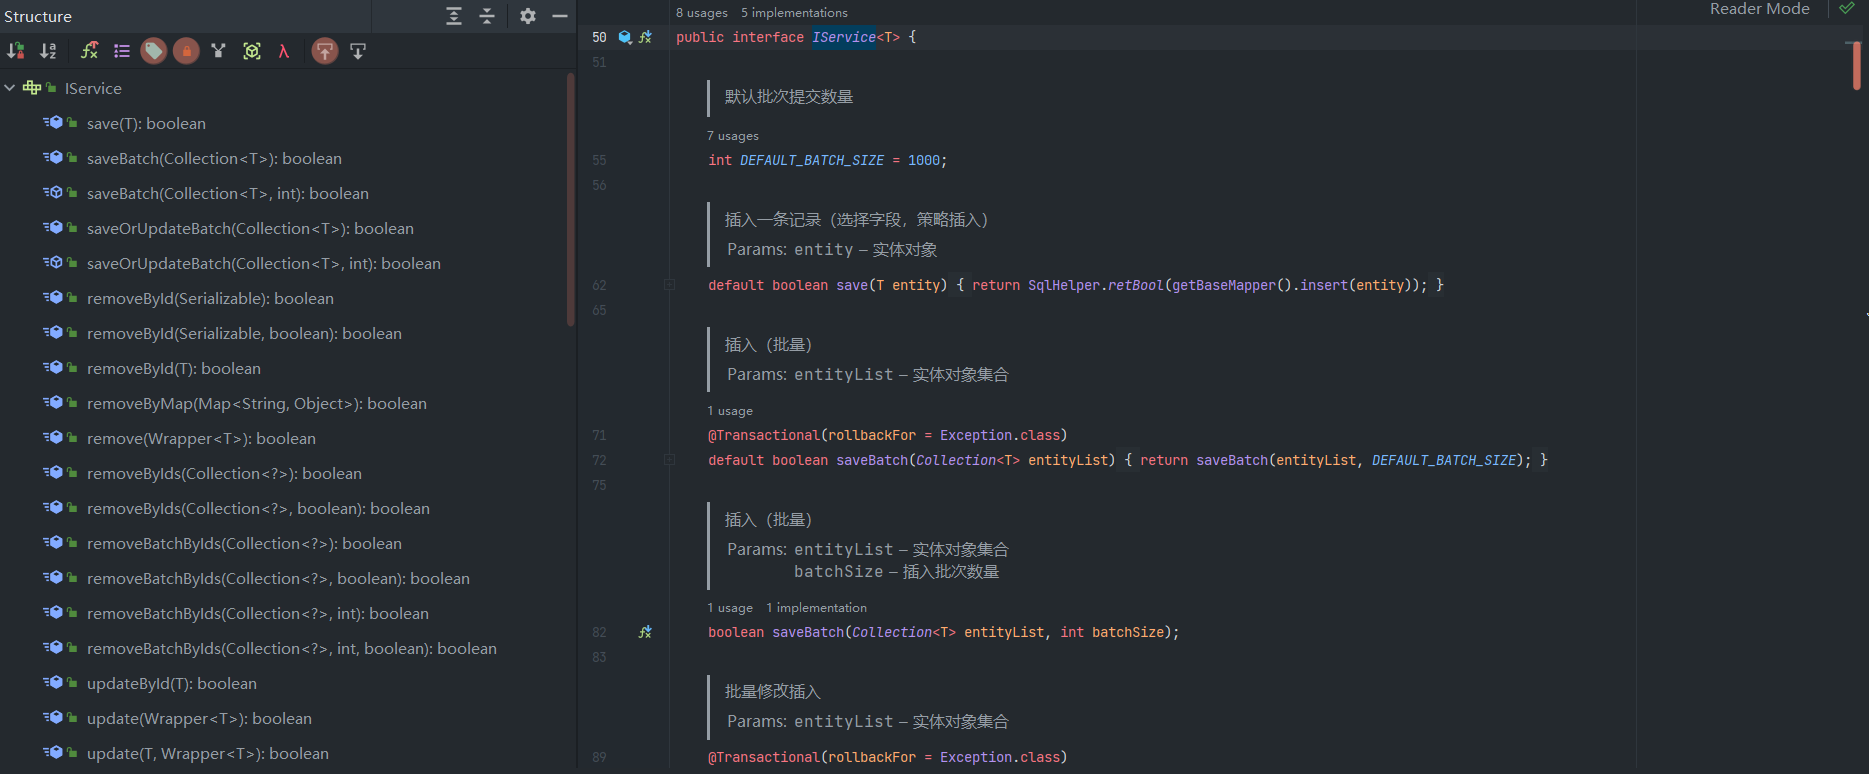 Structure
IService
save(T): boolean
saveBatch(Collection<T>): boolean
saveBatch(Collection<T>, int): boolean
saveOrUpdateBatch(Collection<T>): boolean
saveOrUpdateBatch(Collection<T>, int): boolean
removeById(Serializable): boolean
removeById(Serializable, boolean): boolean
removeById(T): boolean
removeByMap(Map<String, Object>): boolean
remove(Wrapper<T>): boolean
removeByIds(Collection<?>): boolean
removeByIds(Collection<?>, boolean): boolean
removeBatchByIds(Collection<?>): boolean
removeBatchByIds(Collection<?>, boolean): boolean
removeBatchByIds(Collection<?>, int): boolean
removeBatchByIds(Collection<?>, int, boolean): boolean
updateById(T): boolean
update(Wrapper<T>): boolean
update(T, Wrapper<T>): boolean
8 usages 5 implementations
Reader Mode
50 public interface IService<T> {
51
默认批次提交数量
7 usages
55 int DEFAULT_BATCH_SIZE = 1000;
56
插入一条记录（选择字段，策略插入）
Params: entity – 实体对象
62 default boolean save(T entity) { return SqlHelper.retBool(getBaseMapper().insert(entity)); }
65
插入（批量）
Params: entityList – 实体对象集合
1 usage
71 @Transactional(rollbackFor = Exception.class)
72 default boolean saveBatch(Collection<T> entityList) { return saveBatch(entityList, DEFAULT_BATCH_SIZE); }
75
插入（批量）
Params: entityList – 实体对象集合
batchSize – 插入批次数量
1 usage 1 implementation
82 boolean saveBatch(Collection<T> entityList, int batchSize);
83
批量修改插入
Params: entityList – 实体对象集合
89 @Transactional(rollbackFor = Exception.class)